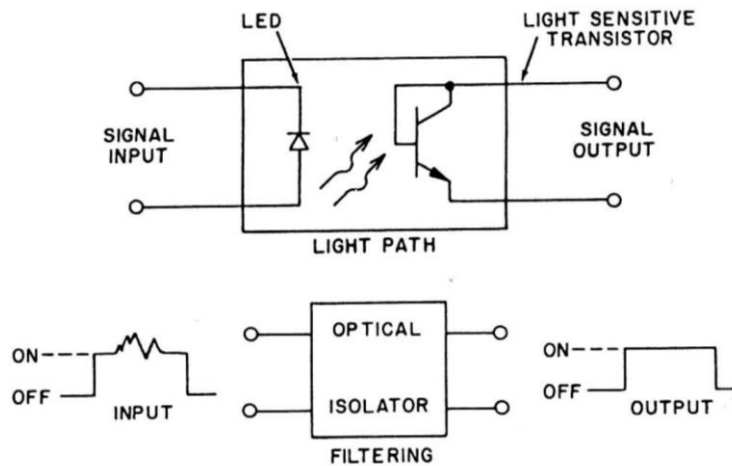 LED
LIGHT SENSITIVE
TRANSISTOR
SIGNAL
INPUT
SIGNAL
OUTPUT
LIGHT PATH
ON
OFF
INPUT
OPTICAL
ISOLATOR
FILTERING
ON
OFF
OUTPUT